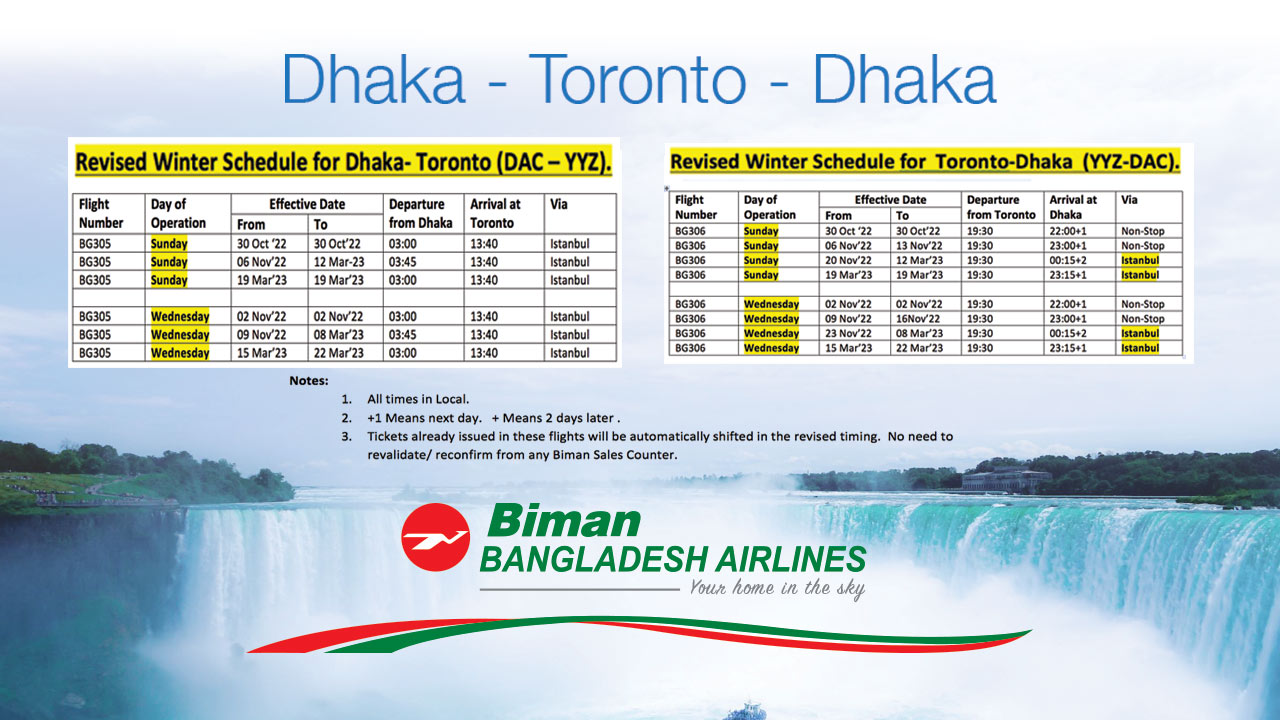 Dhaka - Toronto - Dhaka
Revised Winter Schedule for Dhaka- Toronto (DAC – YYZ).
Flight Number Day of Operation Effective Date Departure from Dhaka Arrival at Toronto Via
From To
BG305 Sunday 30 Oct ’22 30 Oct’22 03:00 13:40 Istanbul
BG305 Sunday 06 Nov’22 12 Mar-23 03:45 13:40 Istanbul
BG305 Sunday 19 Mar’23 19 Mar’23 03:00 13:40 Istanbul
BG305 Wednesday 02 Nov’22 02 Nov’22 03:00 13:40 Istanbul
BG305 Wednesday 09 Nov’22 08 Mar’23 03:45 13:40 Istanbul
BG305 Wednesday 15 Mar’23 22 Mar’23 03:00 13:40 Istanbul
Revised Winter Schedule for Toronto-Dhaka (YYZ-DAC).
Flight Number Day of Operation Effective Date Departure from Toronto Arrival at Dhaka Via
From To
BG306 Sunday 30 Oct ’22 30 Oct’22 19:30 22:00+1 Non-Stop
BG306 Sunday 06 Nov’22 13 Nov’22 19:30 23:00+1 Non-Stop
BG306 Sunday 20 Nov’22 12 Mar’23 19:30 00:15+2 Istanbul
BG306 Sunday 19 Mar’23 19 Mar’23 19:30 23:15+1 Istanbul
BG306 Wednesday 02 Nov’22 02 Nov’22 19:30 22:00+1 Non-Stop
BG306 Wednesday 09 Nov’22 16Nov’22 19:30 23:00+1 Non-Stop
BG306 Wednesday 23 Nov’22 08 Mar’23 19:30 00:15+2 Istanbul
BG306 Wednesday 15 Mar’23 22 Mar’23 19:30 23:15+1 Istanbul
Notes:
1. All times in Local.
2. +1 Means next day. + Means 2 days later .
3. Tickets already issued in these flights will be automatically shifted in the revised timing. No need to
revalidate/ reconfirm from any Biman Sales Counter.
Biman
BANGLADESH AIRLINES
Your home in the sky